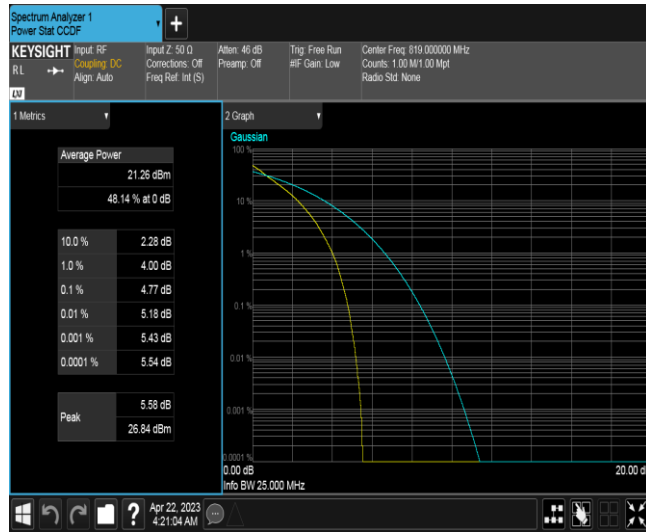 Spectrum Analyzer 1
Power Stat CCDF
KEYSIGHT
R L
LXI
Input: RF
Coupling: DC
Align: Auto
Input Z: 50 Ω
Corrections: Off
Freq Ref: Int (S)
Atten: 46 dB
Preamp: Off
Trig: Free Run
#IF Gain: Low
Center Freq: 819.000000 MHz
Counts: 1.00 M/1.00 Mpt
Radio Std: None
1 Metrics
Average Power
21.26 dBm
48.14 % at 0 dB
10.0 % 2.28 dB
1.0 % 4.00 dB
0.1 % 4.77 dB
0.01 % 5.18 dB
0.001 % 5.43 dB
0.0001 % 5.54 dB
Peak
5.58 dB
26.84 dBm
2 Graph
Gaussian
100 %
10 %
1 %
0.1 %
0.01 %
0.001 %
0.0001 %
0.00 dB
20.00 d
Info BW 25.000 MHz
?
Apr 22, 2023
4:21:04 AM